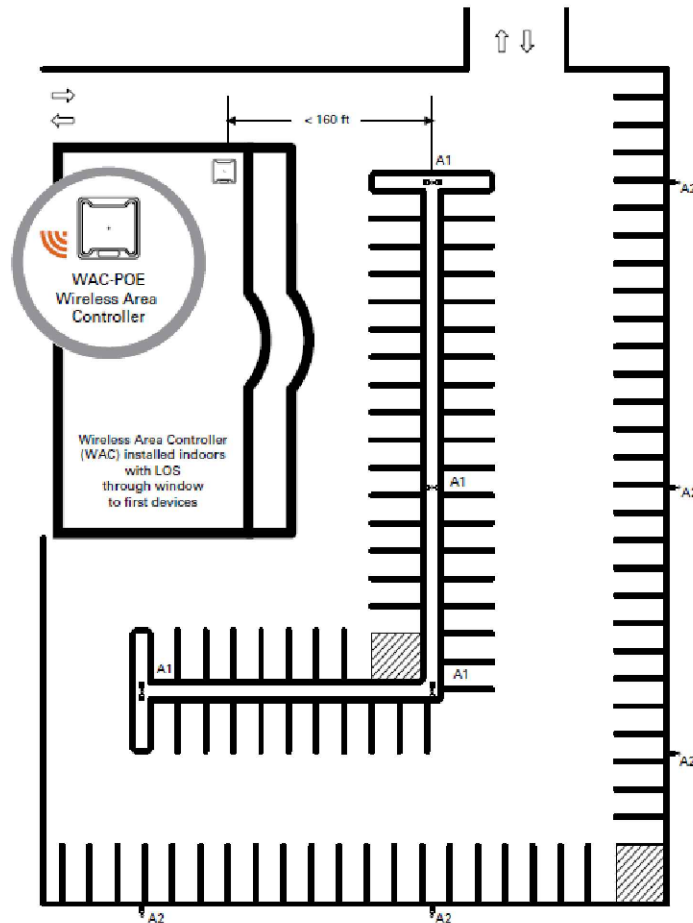 < 160 ft
A1
A2
WAC-POE
Wireless Area
Controller
Wireless Area Controller
(WAC) installed indoors
with LOS
through window
to first devices
A1
A2
A1
A1
A2
A2
A2